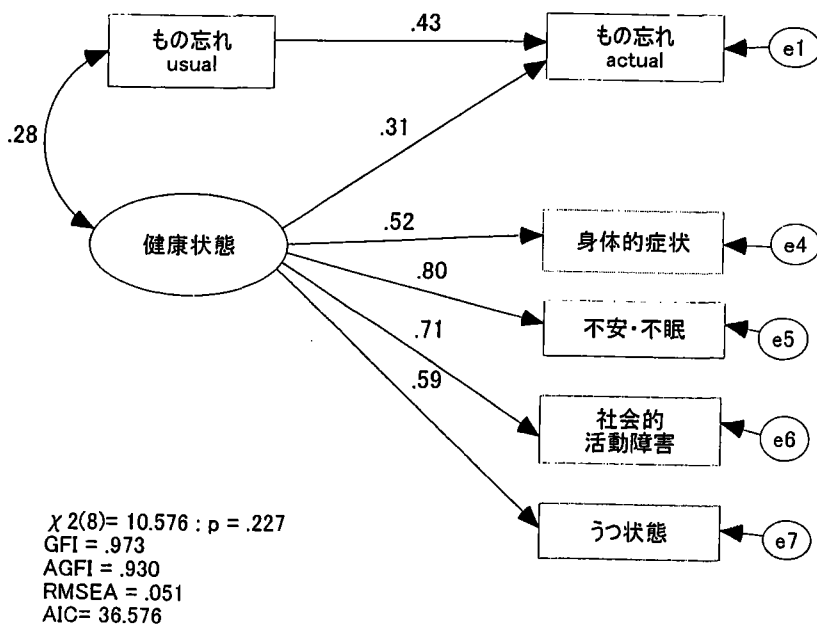 もの忘れ
usual
.43
もの忘れ
actual
e1
.28
.31
健康状態
.52
身体的症状
e4
.80
不安・不眠
e5
.71
.59
社会的
活動障害
e6
うつ状態
e7
χ2(8)= 10.576 : p = .227
GFI = .973
AGFI = .930
RMSEA = .051
AIC= 36.576